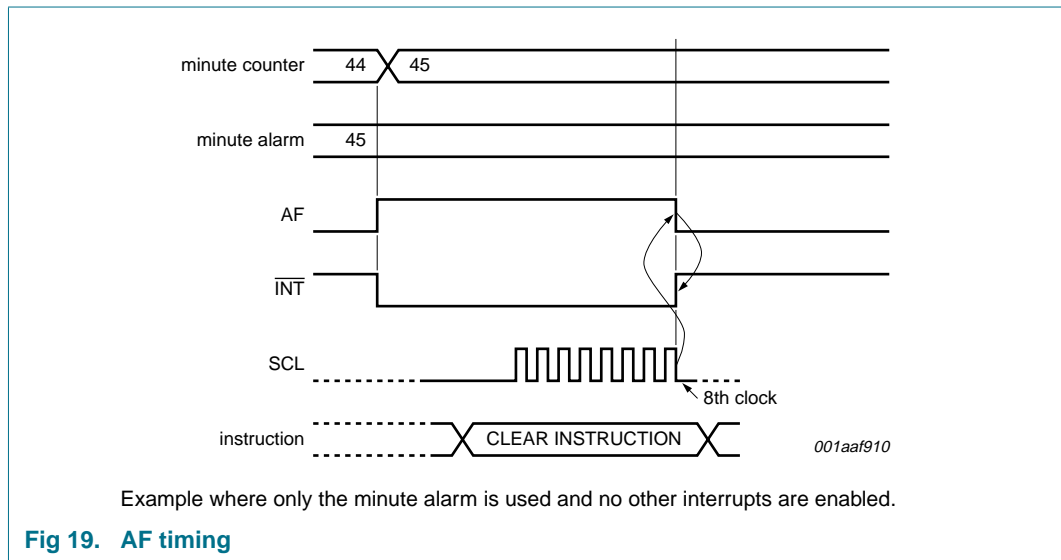 minute counter 44 45
minute alarm 45
AF
INT
SCL
8th clock
instruction CLEAR INSTRUCTION
001aaf910
Example where only the minute alarm is used and no other interrupts are enabled.
Fig 19. AF timing